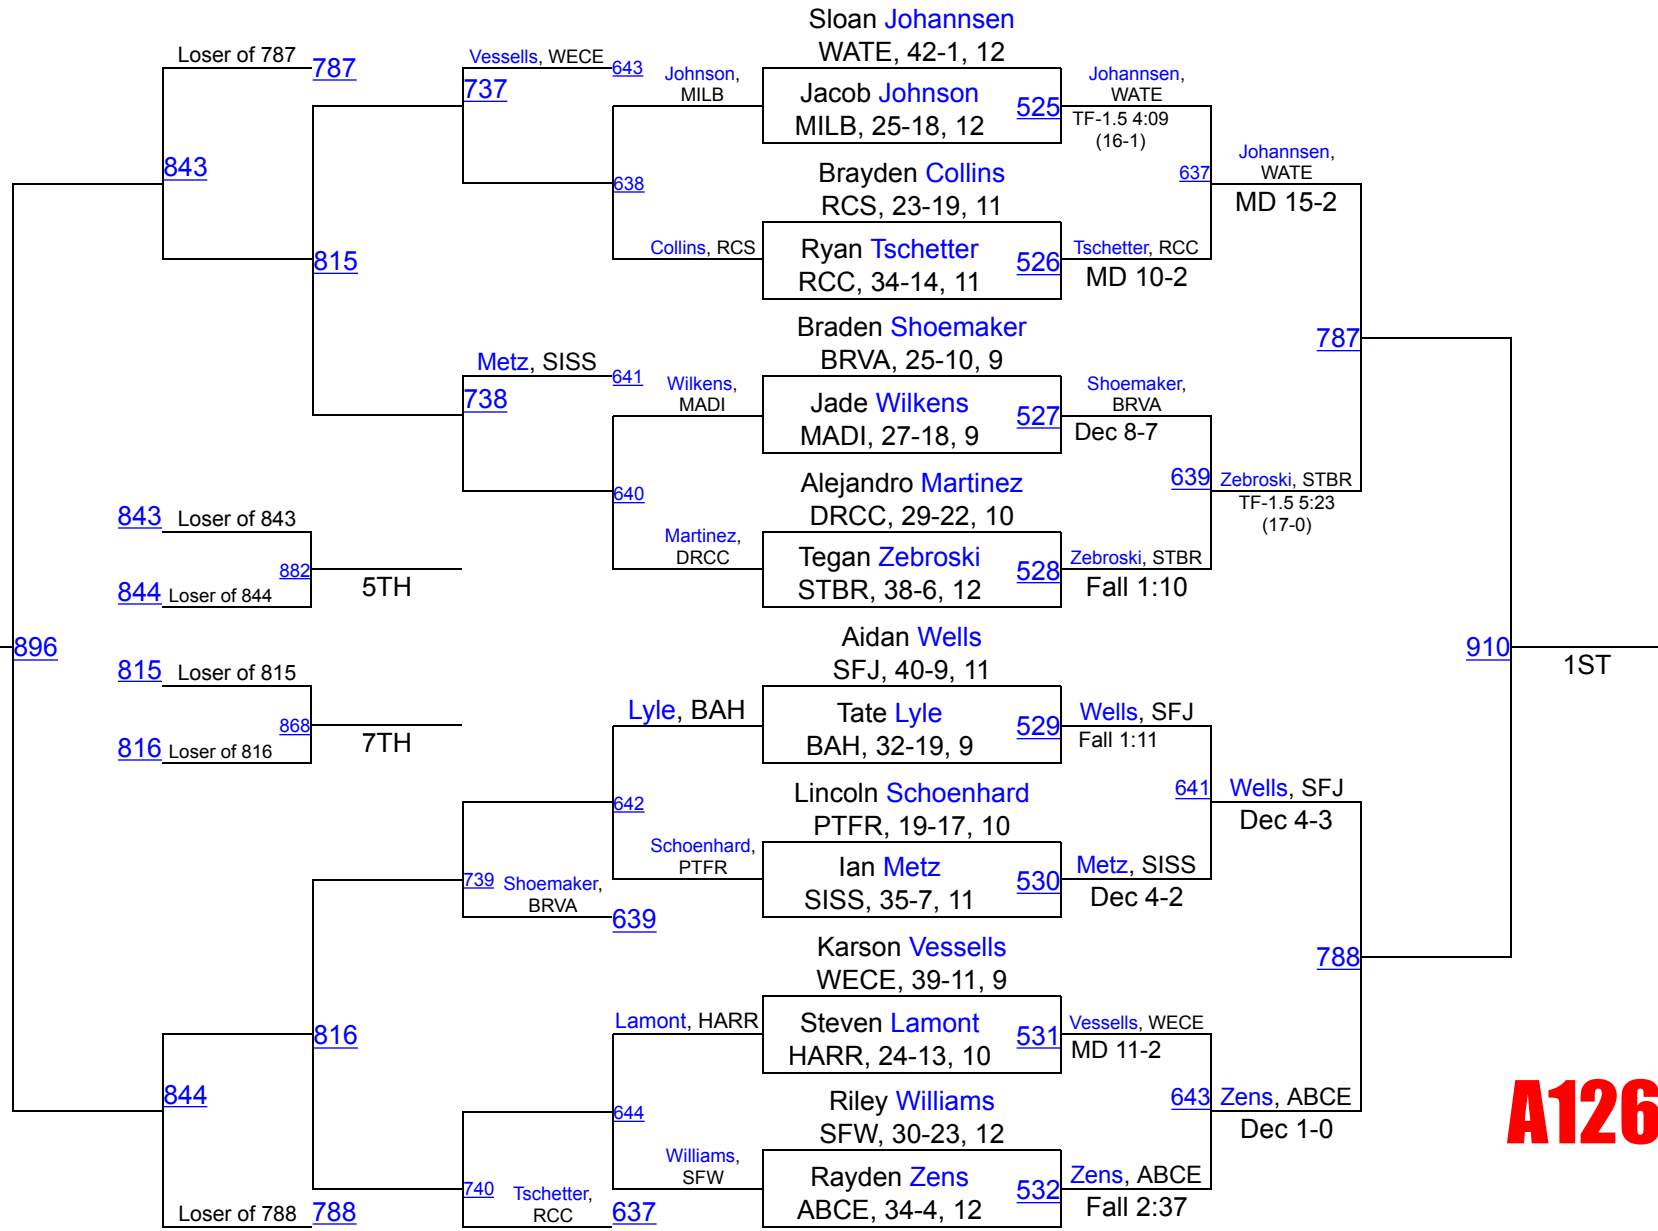 Sloan Johannsen
WATE, 42-1, 12
Loser of 787
787
Vessells, WECE
643
737
Johnson,
MILB
Jacob Johnson
MILB, 25-18, 12
525
Johannsen,
WATE
TF-1.5 4:09
(16-1)
843
638
Brayden Collins
RCS, 23-19, 11
637
Johannsen,
WATE
MD 15-2
815
Collins, RCS
Ryan Tschetter
RCC, 34-14, 11
526
Tschetter, RCC
MD 10-2
Braden Shoemaker
BRVA, 25-10, 9
787
Metz, SISS
641
738
Wilkens,
MADI
Jade Wilkens
MADI, 27-18, 9
527
Shoemaker,
BRVA
Dec 8-7
640
Alejandro Martinez
DRCC, 29-22, 10
639
Zebroski, STBR
TF-1.5 5:23
(17-0)
843
Loser of 843
882
5TH
844
Loser of 844
Martinez,
DRCC
Tegan Zebroski
STBR, 38-6, 12
528
Zebroski, STBR
Fall 1:10
896
Aidan Wells
SFJ, 40-9, 11
910
1ST
815
Loser of 815
868
7TH
816
Loser of 816
Lyle, BAH
Tate Lyle
BAH, 32-19, 9
529
Wells, SFJ
Fall 1:11
642
Lincoln Schoenhard
PTFR, 19-17, 10
641
Wells, SFJ
Dec 4-3
739
Shoemaker,
BRVA
639
Schoenhard,
PTFR
Ian Metz
SISS, 35-7, 11
530
Metz, SISS
Dec 4-2
Karson Vessells
WECE, 39-11, 9
788
816
Lamont, HARR
Steven Lamont
HARR, 24-13, 10
531
Vessells, WECE
MD 11-2
844
644
Riley Williams
SFW, 30-23, 12
643
Zens, ABCE
Dec 1-0
A126
Loser of 788
788
740
Tschetter,
RCC
637
Williams,
SFW
Rayden Zens
ABCE, 34-4, 12
532
Zens, ABCE
Fall 2:37